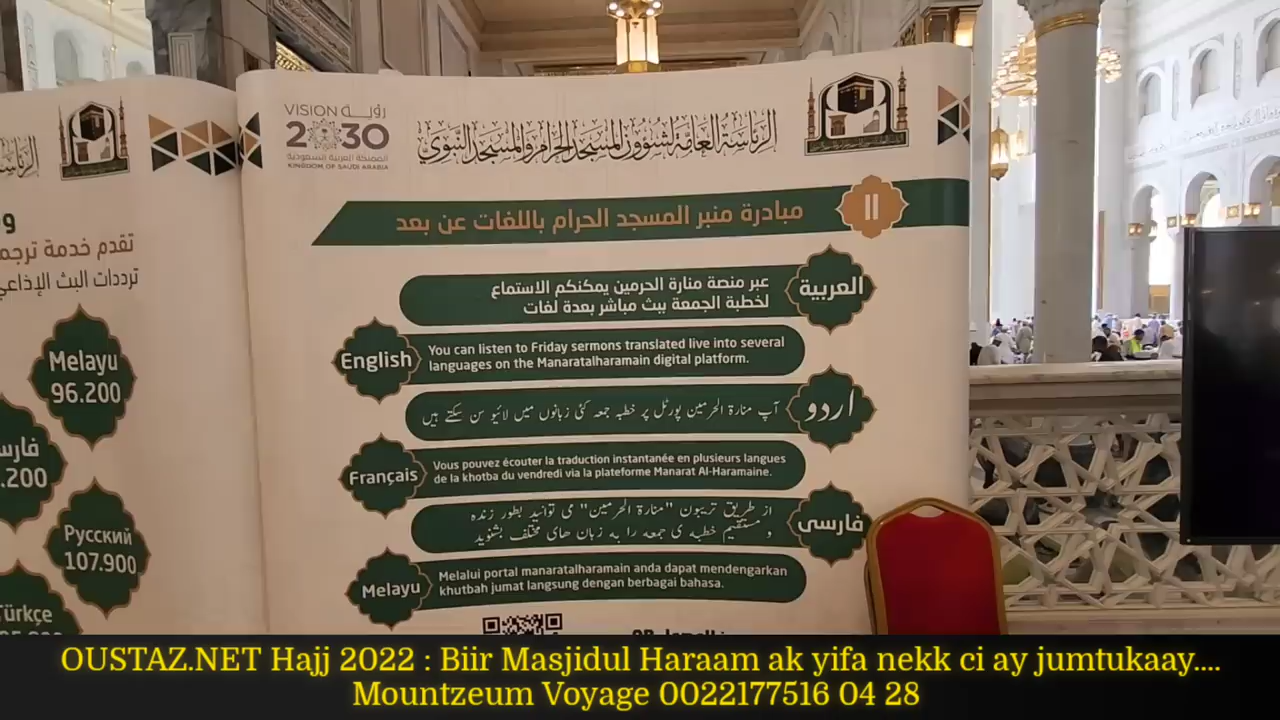 VISION رؤية
2030
المملكة العربية السعودية
KINGDOM OF SAUDI ARABIA
الرئاسة العامة لشؤون المسجد الحرام والمسجد النبوي
مبادرة منبر المسجد الحرام باللغات عن بعد
العربية
عبر منصة منارة الحرمين يمكنكم الاستماع
لخطبة الجمعة ببث مباشر بعدة لغات
English
You can listen to Friday sermons translated live into several
languages on the Manaratalharamain digital platform.
اردو
آپ منارۃ الحرمین پورٹل پر خطبہ جمعہ کئی زبانوں میں لائیو سن سکتے ہیں
Français
Vous pouvez écouter la traduction instantanée en plusieurs langues
de la khotba du vendredi via la plateforme Manarat Al-Haramaine.
فارسی
از طریق تریبون "منارة الحرمین" می توانید بطور زنده
و مستقیم خطبه ی جمعه را به زبان های مختلف بشنوید
Melayu
Melalui portal manaratalharamain anda dapat mendengarkan
khutbah jumat langsung dengan berbagai bahasa.
تقدم خدمة ترجم
ترددات البث الإذاعي
Melayu
96.200
فارس
.200
Русский
107.900
Türkçe
OUSTAZ.NET Hajj 2022 : Biir Masjidul Haraam ak yifa nekk ci ay jumtukaay....
Mountzeum Voyage 0022177516 04 28